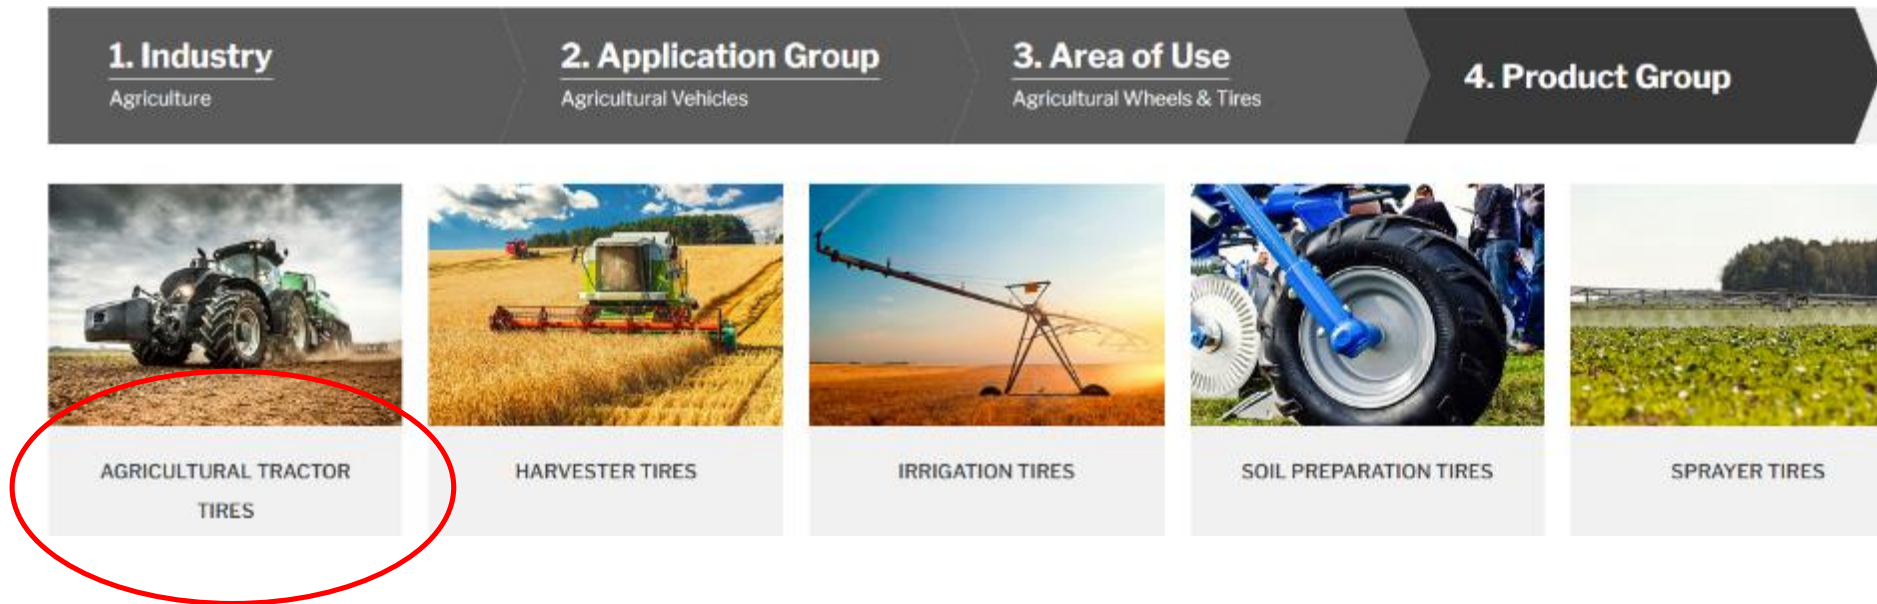 1. Industry
Agriculture
2. Application Group
Agricultural Vehicles
3. Area of Use
Agricultural Wheels & Tires
4. Product Group
AGRICULTURAL TRACTOR
TIRES
HARVESTER TIRES
IRRIGATION TIRES
SOIL PREPARATION TIRES
SPRAYER TIRES